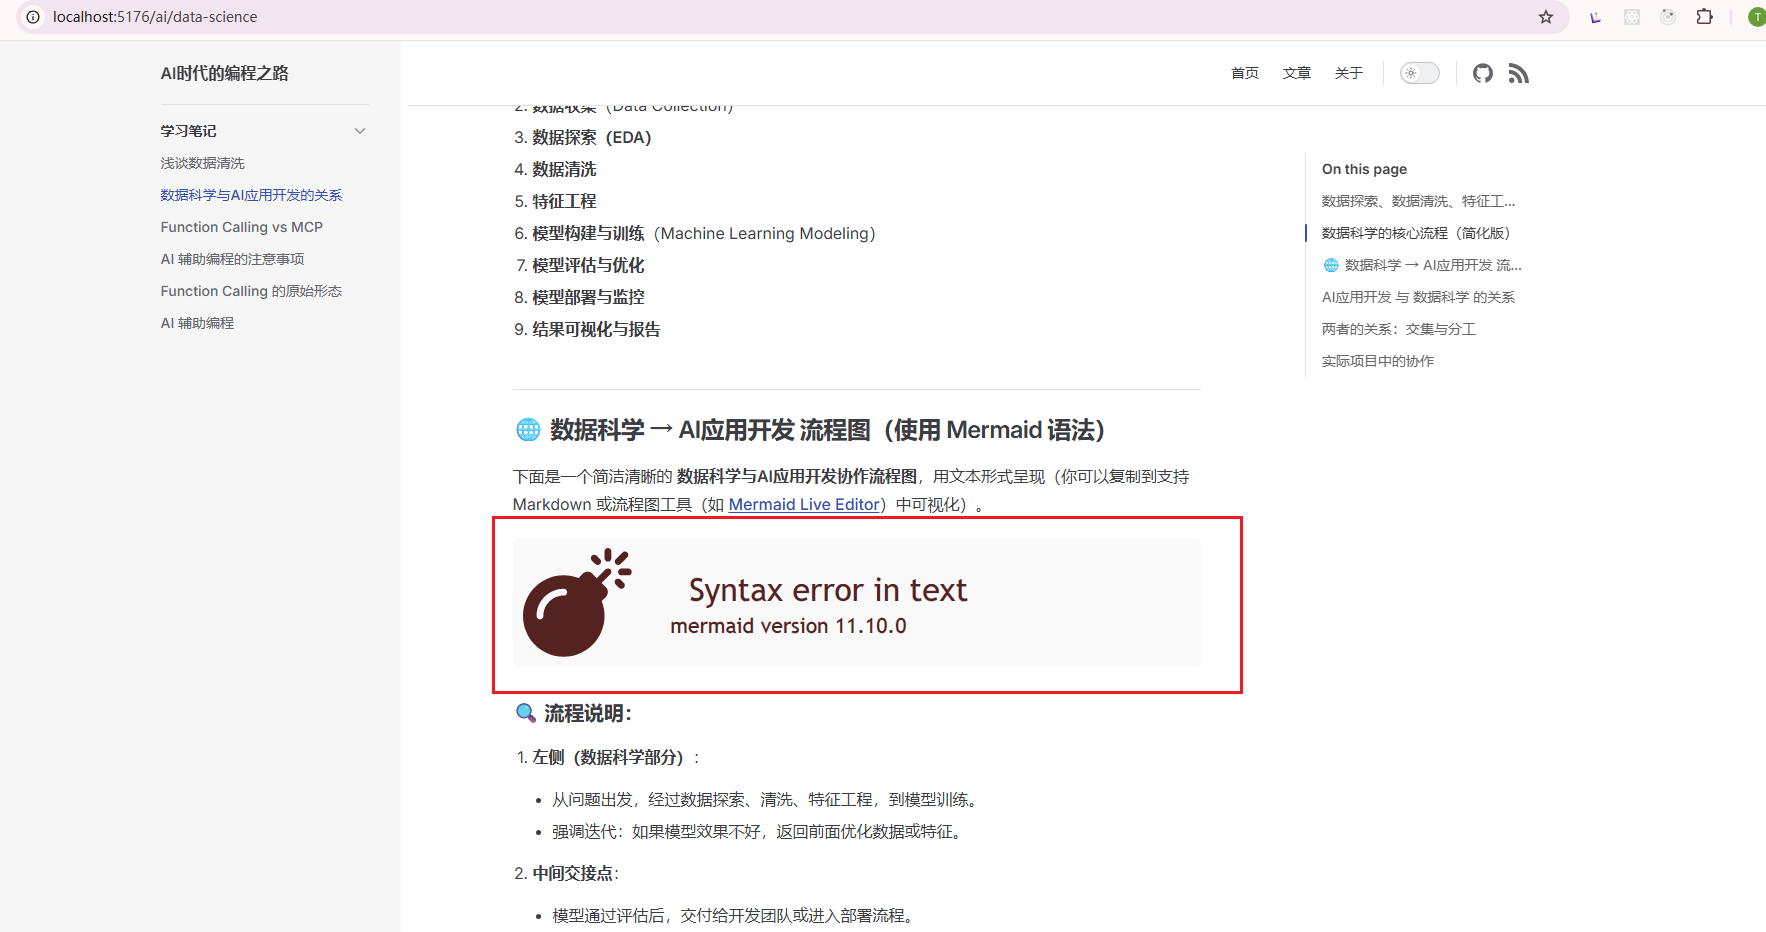 localhost:5176/ai/data-science
T
AI时代的编程之路
首页 文章 关于
学习笔记
浅谈数据清洗
数据科学与AI应用开发的关系
Function Calling vs MCP
AI 辅助编程的注意事项
Function Calling 的原始形态
AI 辅助编程
2. 数据收集（Data Collection）
3. 数据探索（EDA）
4. 数据清洗
5. 特征工程
6. 模型构建与训练（Machine Learning Modeling）
7. 模型评估与优化
8. 模型部署与监控
9. 结果可视化与报告
数据科学 → AI应用开发 流程图（使用 Mermaid 语法）
下面是一个简洁清晰的 数据科学与AI应用开发协作流程图，用文本形式呈现（你可以复制到支持
Markdown 或流程图工具（如 Mermaid Live Editor）中可视化）。
Syntax error in text
mermaid version 11.10.0
流程说明：
1. 左侧（数据科学部分）：
• 从问题出发，经过数据探索、清洗、特征工程，到模型训练。
• 强调迭代：如果模型效果不好，返回前面优化数据或特征。
2. 中间交接点：
• 模型通过评估后，交付给开发团队或进入部署流程。
On this page
数据探索、数据清洗、特征工...
数据科学的核心流程（简化版）
数据科学 → AI应用开发 流...
AI应用开发 与 数据科学 的关系
两者的关系：交集与分工
实际项目中的协作